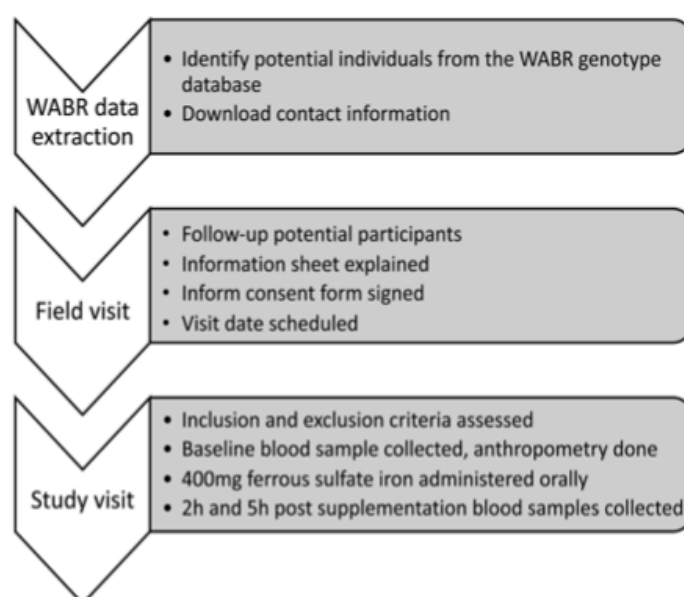 WABR data
extraction
• Identify potential individuals from the WABR genotype
database
• Download contact information
Field visit
• Follow-up potential participants
• Information sheet explained
• Inform consent form signed
• Visit date scheduled
Study visit
• Inclusion and exclusion criteria assessed
• Baseline blood sample collected, anthropometry done
• 400mg ferrous sulfate iron administered orally
• 2h and 5h post supplementation blood samples collected